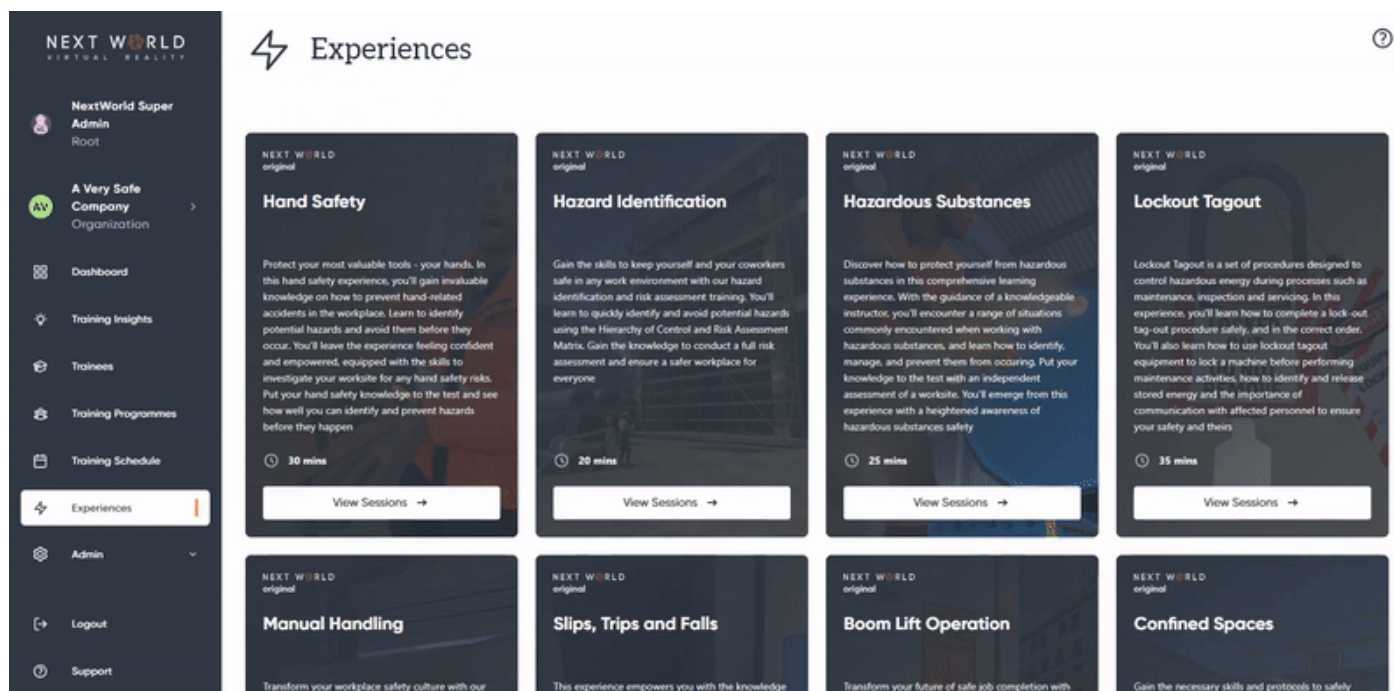 NEXT WORLD
VIRTUAL REALITY
NextWorld Super
Admin
Root
A Very Safe
Company
Organization
AV
Dashboard
Training Insights
Trainees
Training Programmes
Training Schedule
Experiences
Admin
Logout
Support
Experiences
NEXT WORLD
original
Hand Safety
Protect your most valuable tools - your hands. In
this hand safety experience, you'll gain invaluable
knowledge on how to prevent hand-related
accidents in the workplace. Learn to identify
potential hazards and avoid them before they
occur. You'll leave the experience feeling confident
and empowered, equipped with the skills to
investigate your worksite for any hand safety risks.
Put your hand safety knowledge to the test and see
how well you can identify and prevent hazards
before they happen
30 mins
View Sessions →
NEXT WORLD
original
Hazard Identification
Gain the skills to keep yourself and your coworkers
safe in any work environment with our hazard
identification and risk assessment training. You'll
learn to quickly identify and avoid potential hazards
using the Hierarchy of Control and Risk Assessment
Matrix. Gain the knowledge to conduct a full risk
assessment and ensure a safer workplace for
everyone
20 mins
View Sessions →
NEXT WORLD
original
Hazardous Substances
Discover how to protect yourself from hazardous
substances in this comprehensive learning
experience. With the guidance of a knowledgeable
instructor, you'll encounter a range of situations
commonly encountered when working with
hazardous substances, and learn how to identify,
manage, and prevent them from occuring. Put your
knowledge to the test with an independent
assessment of a worksite. You'll emerge from this
experience with a heightened awareness of
hazardous substances safety
25 mins
View Sessions →
NEXT WORLD
original
Lockout Tagout
Lockout Tagout is a set of procedures designed to
control hazardous energy during processes such as
maintenance, inspection and servicing. In this
experience, you'll learn how to complete a lock-out
tag-out procedure safely, and in the correct order.
You'll also learn how to use lockout tagout
equipment to lock a machine before performing
maintenance activities, how to identify and release
stored energy and the importance of
communication with affected personnel to ensure
your safety and theirs
35 mins
View Sessions →
NEXT WORLD
original
Manual Handling
Transform your workplace safety culture with our
NEXT WORLD
original
Slips, Trips and Falls
This experience empowers you with the knowledge
NEXT WORLD
original
Boom Lift Operation
Transform your future of safe job completion with
NEXT WORLD
original
Confined Spaces
Gain the necessary skills and protocols to safely